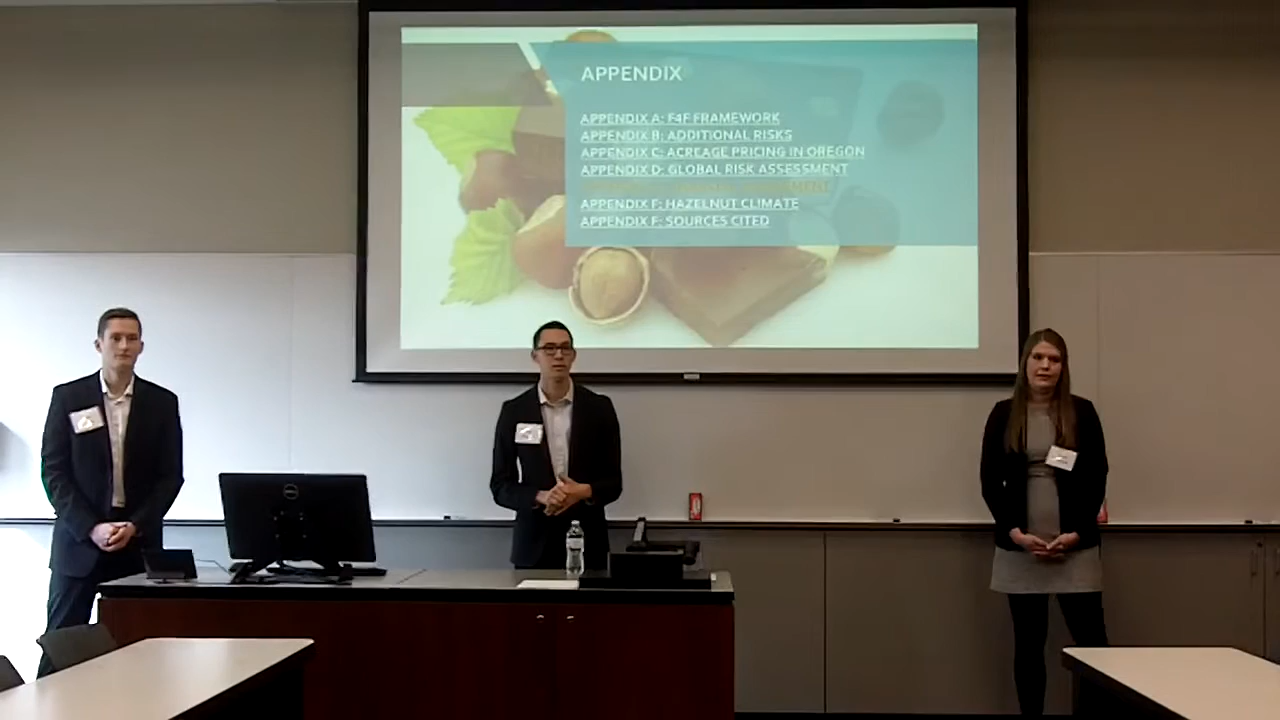 APPENDIX
APPENDIX A: F4F FRAMEWORK
APPENDIX B: ADDITIONAL RISKS
APPENDIX C: ACREAGE PRICING IN OREGON
APPENDIX D: GLOBAL RISK ASSESSMENT
APPENDIX F: HAZELNUT CLIMATE
APPENDIX F: SOURCES CITED
DELL